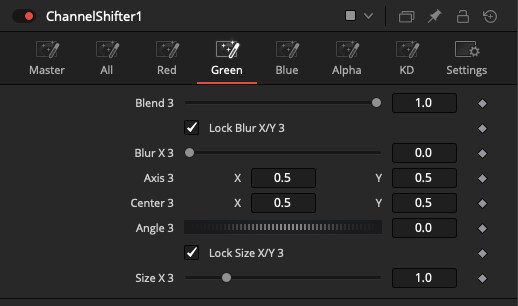 ChannelShifter1
Master All Red Green Blue Alpha KD Settings
Blend 3 1.0
Lock Blur X/Y 3
Blur X 3 0.0
Axis 3 X 0.5 Y 0.5
Center 3 X 0.5 Y 0.5
Angle 3 0.0
Lock Size X/Y 3
Size X 3 1.0